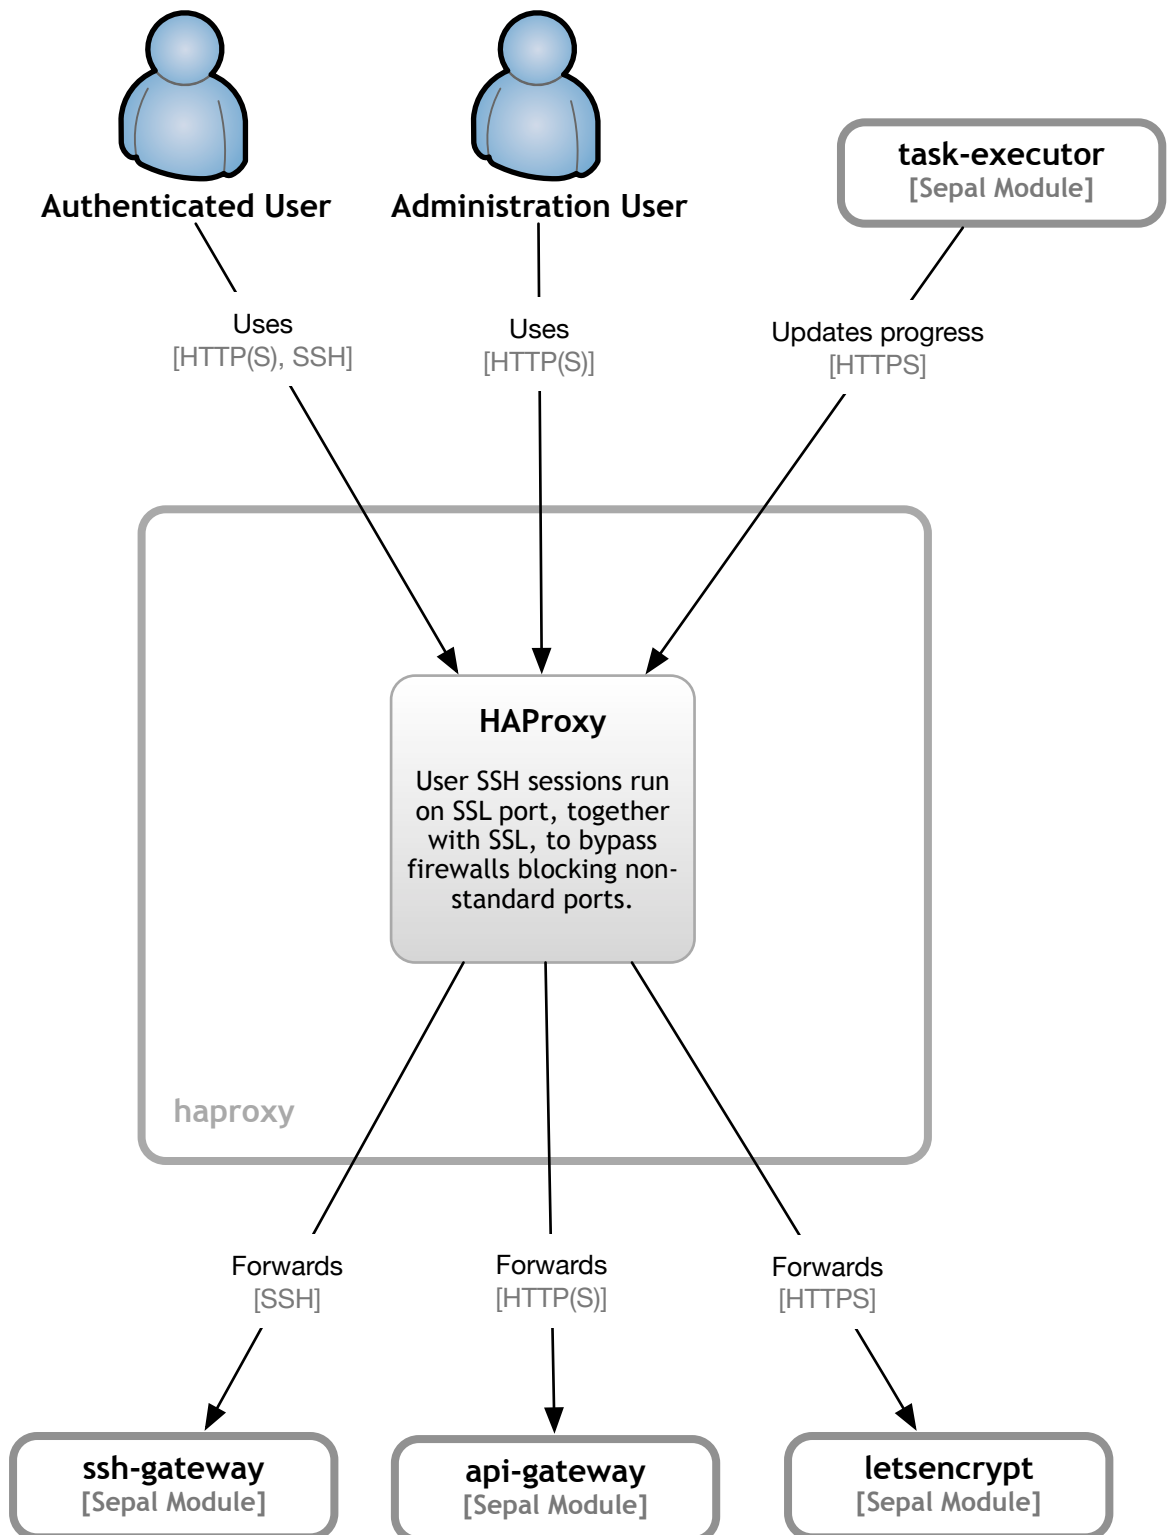 Authenticated User
Administration User
task-executor
[Sepal Module]
Uses
[HTTP(S), SSH]
Uses
[HTTP(S)]
Updates progress
[HTTPS]
HAProxy
User SSH sessions run
on SSL port, together
with SSL, to bypass
firewalls blocking non-
standard ports.
haproxy
Forwards
[SSH]
Forwards
[HTTP(S)]
Forwards
[HTTPS]
ssh-gateway
[Sepal Module]
api-gateway
[Sepal Module]
letsencrypt
[Sepal Module]